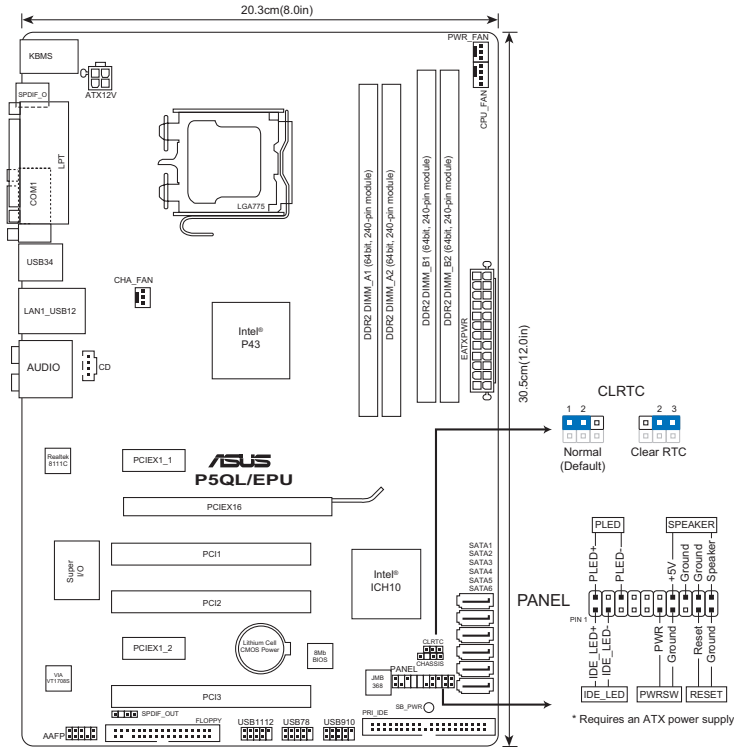 20.3cm(8.0in)
PWR_FAN
KBMS
SPDIF_O
ATX12V
CPU_FAN
LPT
COM1
LGA775
DDR2 DIMM_A1 (64bit, 240-pin module)
DDR2 DIMM_A2 (64bit, 240-pin module)
DDR2 DIMM_B1 (64bit, 240-pin module)
DDR2 DIMM_B2 (64bit, 240-pin module)
USB34
CHA_FAN
LAN1_USB12
Intel®
P43
EATXPWR
30.5cm(12.0in)
AUDIO
CD
CLRTC
1 2
2 3
Normal
(Default)
Clear RTC
Realtek
8111C
PCIEX1_1
ASUS
P5QL/EPU
PCIEX16
Super
I/O
PCI1
Intel®
ICH10
SATA1
SATA2
SATA3
SATA4
SATA5
SATA6
PCI2
PCIEX1_2
Lithium Cell
CMOS Power
8Mb
BIOS
CLRTC
CHASSIS
PANEL
VIA
VT1708S
JMB
368
PCI3
SPDIF_OUT
SB_PWR
AAFP
FLOPPY
USB1112
USB78
USB910
PRI_IDE
PLED
SPEAKER
PLED+
PLED-
+5V
Ground
Ground
Speaker
PANEL
PIN 1
IDE_LED+
IDE_LED-
PWR
Ground
Reset
Ground
IDE_LED
PWRSW
RESET
* Requires an ATX power supply